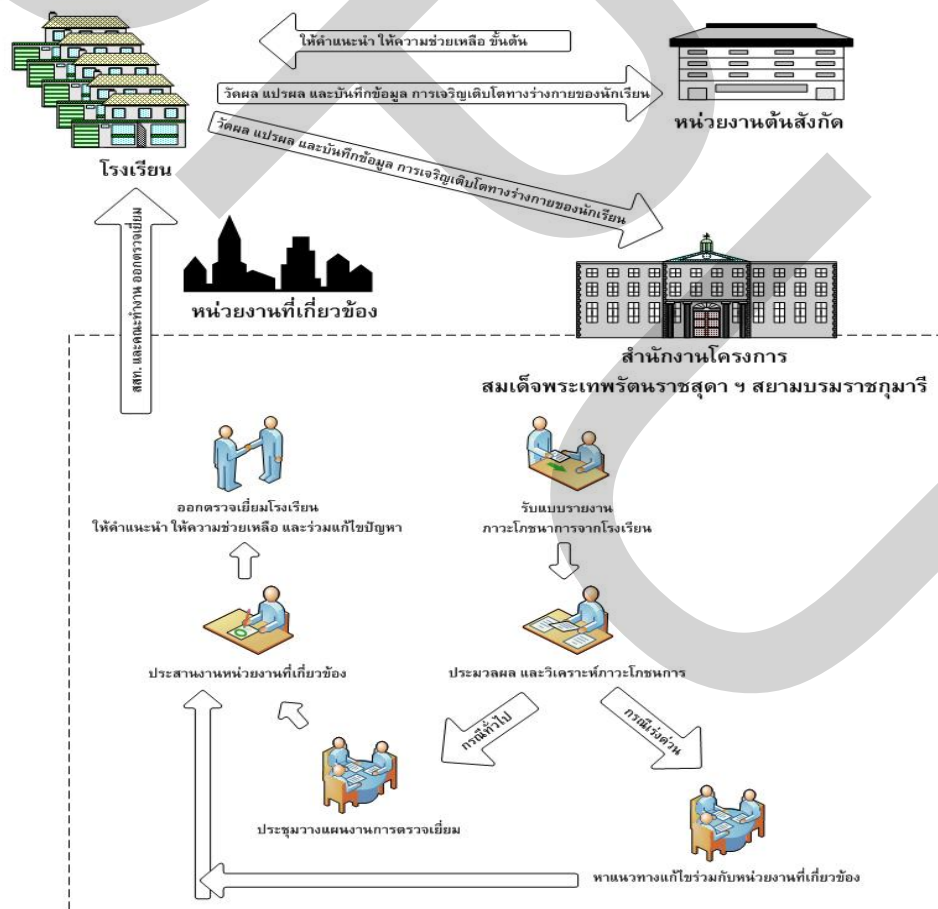 ให้คำแนะนำ ให้ความช่วยเหลือ ขั้นต้น
วัดผล แปรผล และบันทึกข้อมูล การเจริญเติบโตทางร่างกายของนักเรียน
หน่วยงานต้นสังกัด
วัดผล แปรผล และบันทึกข้อมูล การเจริญเติบโตทางร่างกายของนักเรียน
โรงเรียน
สสท. และคณะทำงาน ออกตรวจเยี่ยม
หน่วยงานที่เกี่ยวข้อง
สำนักงานโครงการ
สมเด็จพระเทพรัตนราชสุดา ฯ สยามบรมราชกุมารี
ออกตรวจเยี่ยมโรงเรียน
ให้คำแนะนำ ให้ความช่วยเหลือ และร่วมแก้ไขปัญหา
รับแบบรายงาน
ภาวะโภชนาการจากโรงเรียน
ประสานงานหน่วยงานที่เกี่ยวข้อง
ประมวลผล และวิเคราะห์ภาวะโภชนการ
กรณีทั่วไป
กรณีเร่งด่วน
ประชุมวางแผนงานการตรวจเยี่ยม
หาแนวทางแก้ไขร่วมกับหน่วยงานที่เกี่ยวข้อง